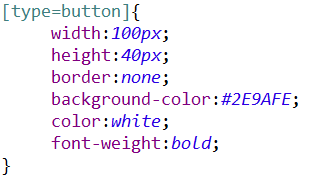 [type=button]{
width:100px;
height:40px;
border:none;
background-color:#2E9AFE;
color:white;
font-weight:bold;
}